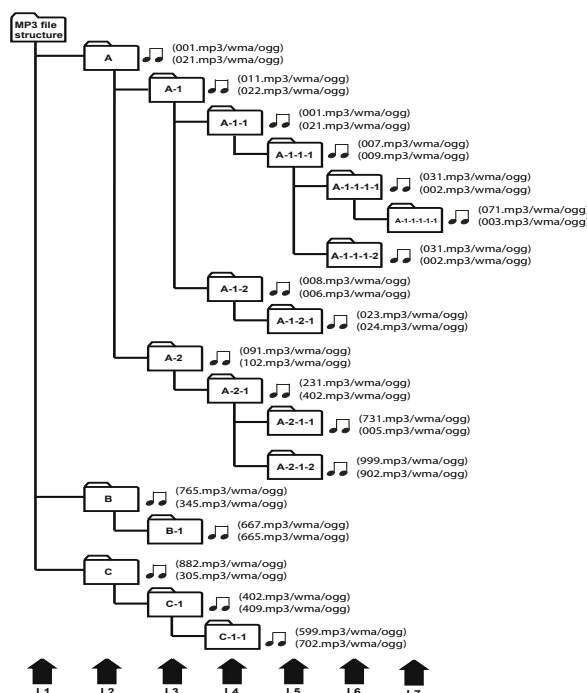 MP3 file
structure
A
(001.mp3/wma/ogg)
(021.mp3/wma/ogg)
A-1
(011.mp3/wma/ogg)
(022.mp3/wma/ogg)
A-1-1
(001.mp3/wma/ogg)
(021.mp3/wma/ogg)
A-1-1-1
(007.mp3/wma/ogg)
(009.mp3/wma/ogg)
A-1-1-1-1
(031.mp3/wma/ogg)
(002.mp3/wma/ogg)
A-1-1-1-1-1
(071.mp3/wma/ogg)
(003.mp3/wma/ogg)
A-1-1-1-2
(031.mp3/wma/ogg)
(002.mp3/wma/ogg)
A-1-2
(008.mp3/wma/ogg)
(006.mp3/wma/ogg)
A-1-2-1
(023.mp3/wma/ogg)
(024.mp3/wma/ogg)
A-2
(091.mp3/wma/ogg)
(102.mp3/wma/ogg)
A-2-1
(231.mp3/wma/ogg)
(402.mp3/wma/ogg)
A-2-1-1
(731.mp3/wma/ogg)
(005.mp3/wma/ogg)
A-2-1-2
(999.mp3/wma/ogg)
(902.mp3/wma/ogg)
B
(765.mp3/wma/ogg)
(345.mp3/wma/ogg)
B-1
(667.mp3/wma/ogg)
(665.mp3/wma/ogg)
C
(882.mp3/wma/ogg)
(305.mp3/wma/ogg)
C-1
(402.mp3/wma/ogg)
(409.mp3/wma/ogg)
C-1-1
(599.mp3/wma/ogg)
(702.mp3/wma/ogg)
L1 L2 L3 L4 L5 L6 L7